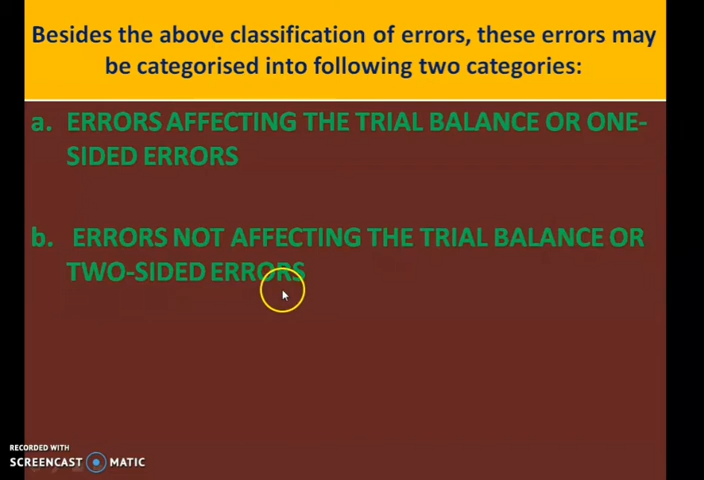 Besides the above classification of errors, these errors may
be categorised into following two categories:
a. ERRORS AFFECTING THE TRIAL BALANCE OR ONE-
SIDED ERRORS
b. ERRORS NOT AFFECTING THE TRIAL BALANCE OR
TWO-SIDED ERRORS
RECORDED WITH
SCREENCAST MATIC